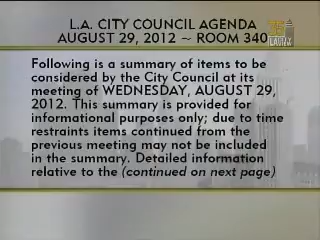 L.A. CITY COUNCIL AGENDA
AUGUST 29, 2012 ~ ROOM 340
Following is a summary of items to be
considered by the City Council at its
meeting of WEDNESDAY, AUGUST 29,
2012. This summary is provided for
informational purposes only; due to time
restraints items continued from the
previous meeting may not be included
in the summary. Detailed information
relative to the (continued on next page)